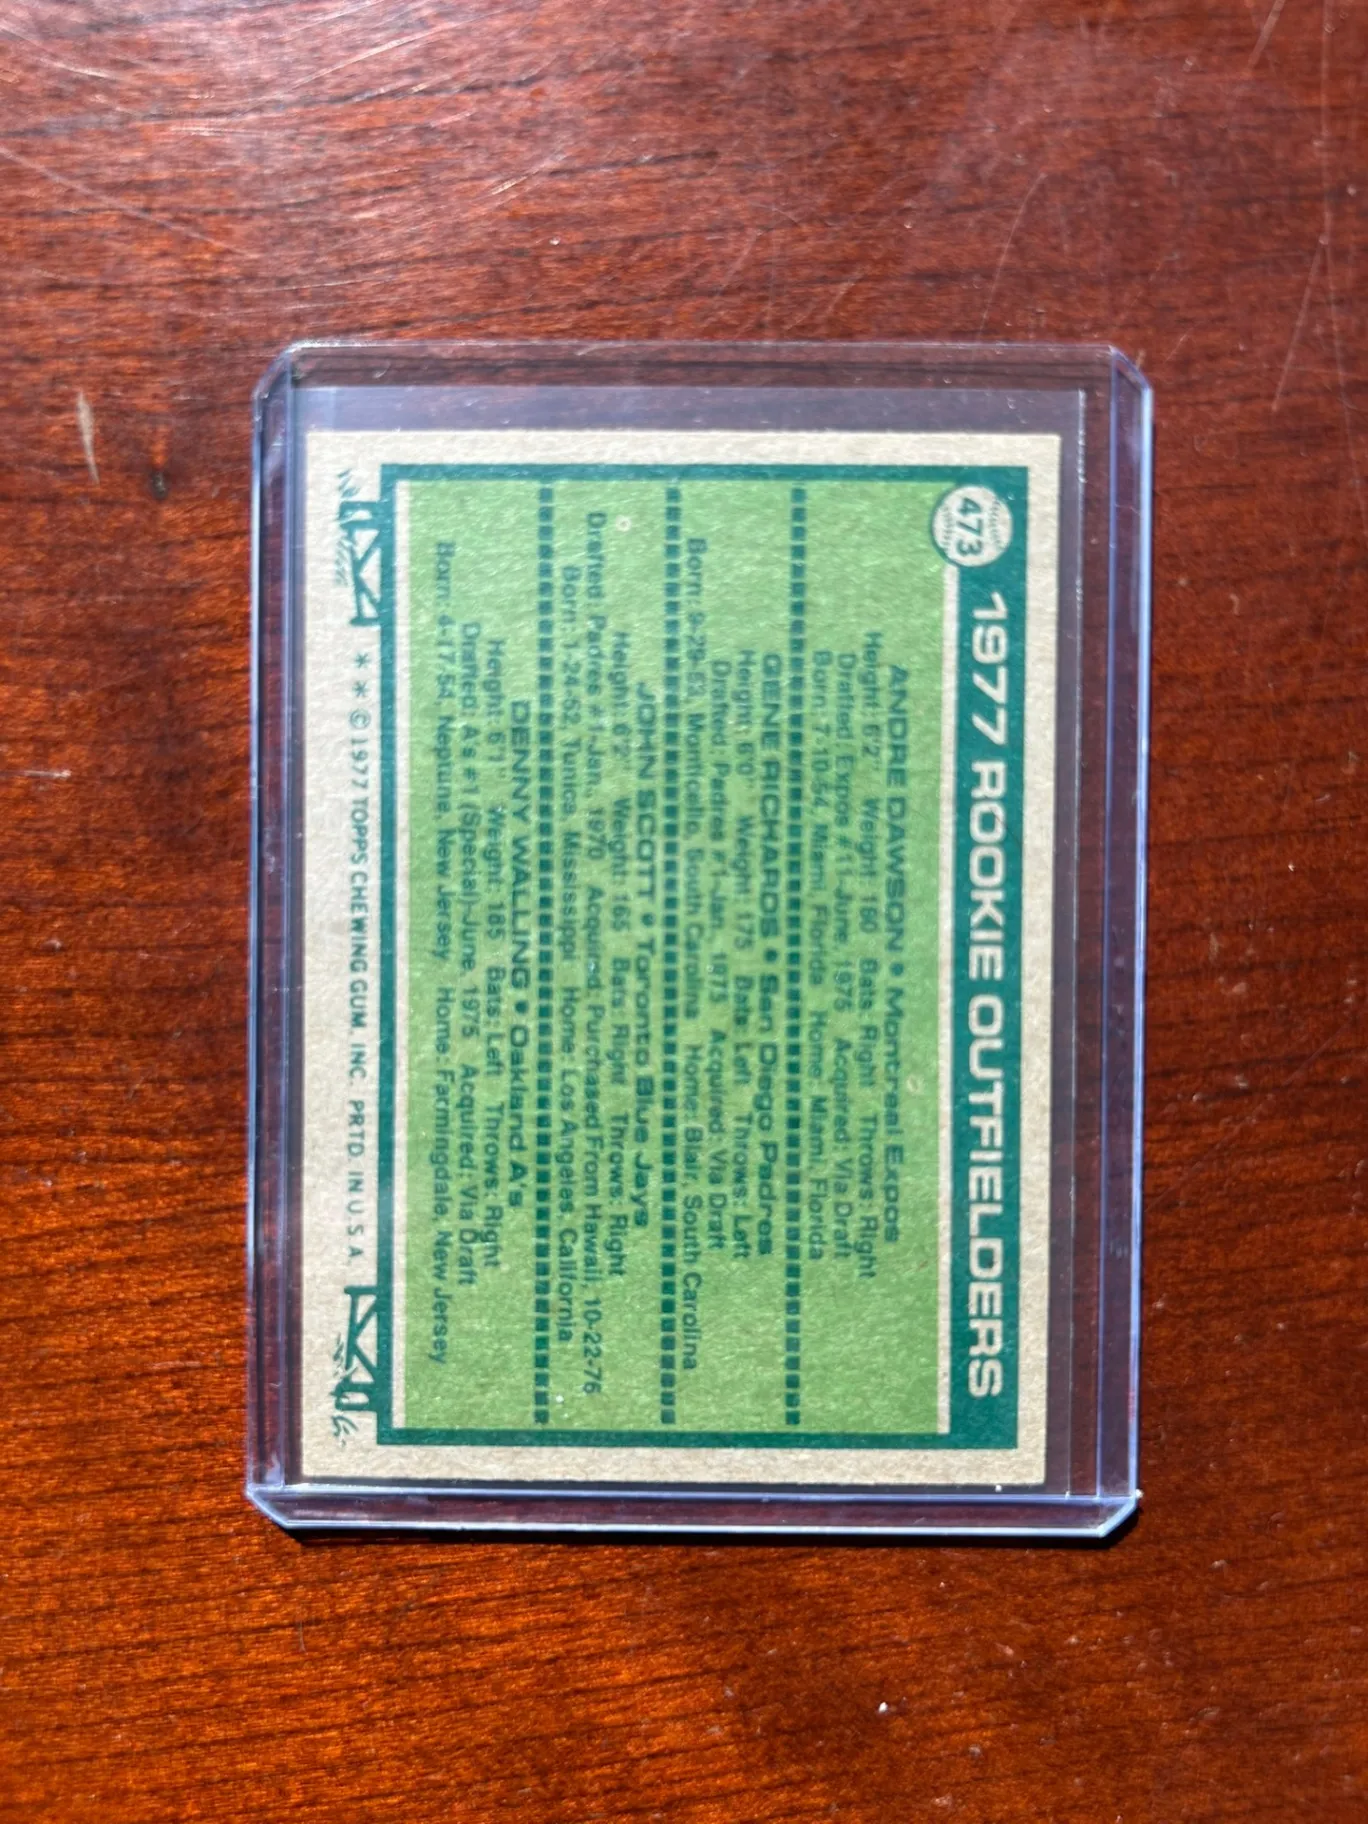 473
1977 ROOKIE OUTFIELDERS
ANDRE DAWSON • Montreal Expos
Height: 6'2" Weight: 160 Bats: Right Throws: Right
Drafted: Expos #11-June, 1975 Acquired: Via Draft
Born: 7-10-54, Miami, Florida Home: Miami, Florida
GENE RICHARDS • San Diego Padres
Height: 6'0" Weight: 175 Bats: Left Throws: Left
Drafted: Padres #1-Jan., 1975 Acquired: Via Draft
Born: 9-29-53, Monticello, South Carolina Home: Blair, South Carolina
JOHN SCOTT • Toronto Blue Jays
Height: 6'2" Weight: 165 Bats: Right Throws: Right
Drafted: Padres #1-Jan., 1970 Acquired: Purchased From Hawaii, 10-22-76
Born: 1-24-52, Tunica, Mississippi Home: Los Angeles, California
DENNY WALLING • Oakland A's
Height: 6'1" Weight: 185 Bats: Left Throws: Right
Drafted: A's #1 (Special)-June, 1975 Acquired: Via Draft
Born: 4-17-54, Neptune, New Jersey Home: Farmingdale, New Jersey
* * © 1977 TOPPS CHEWING GUM, INC. PRTD. IN U.S.A.